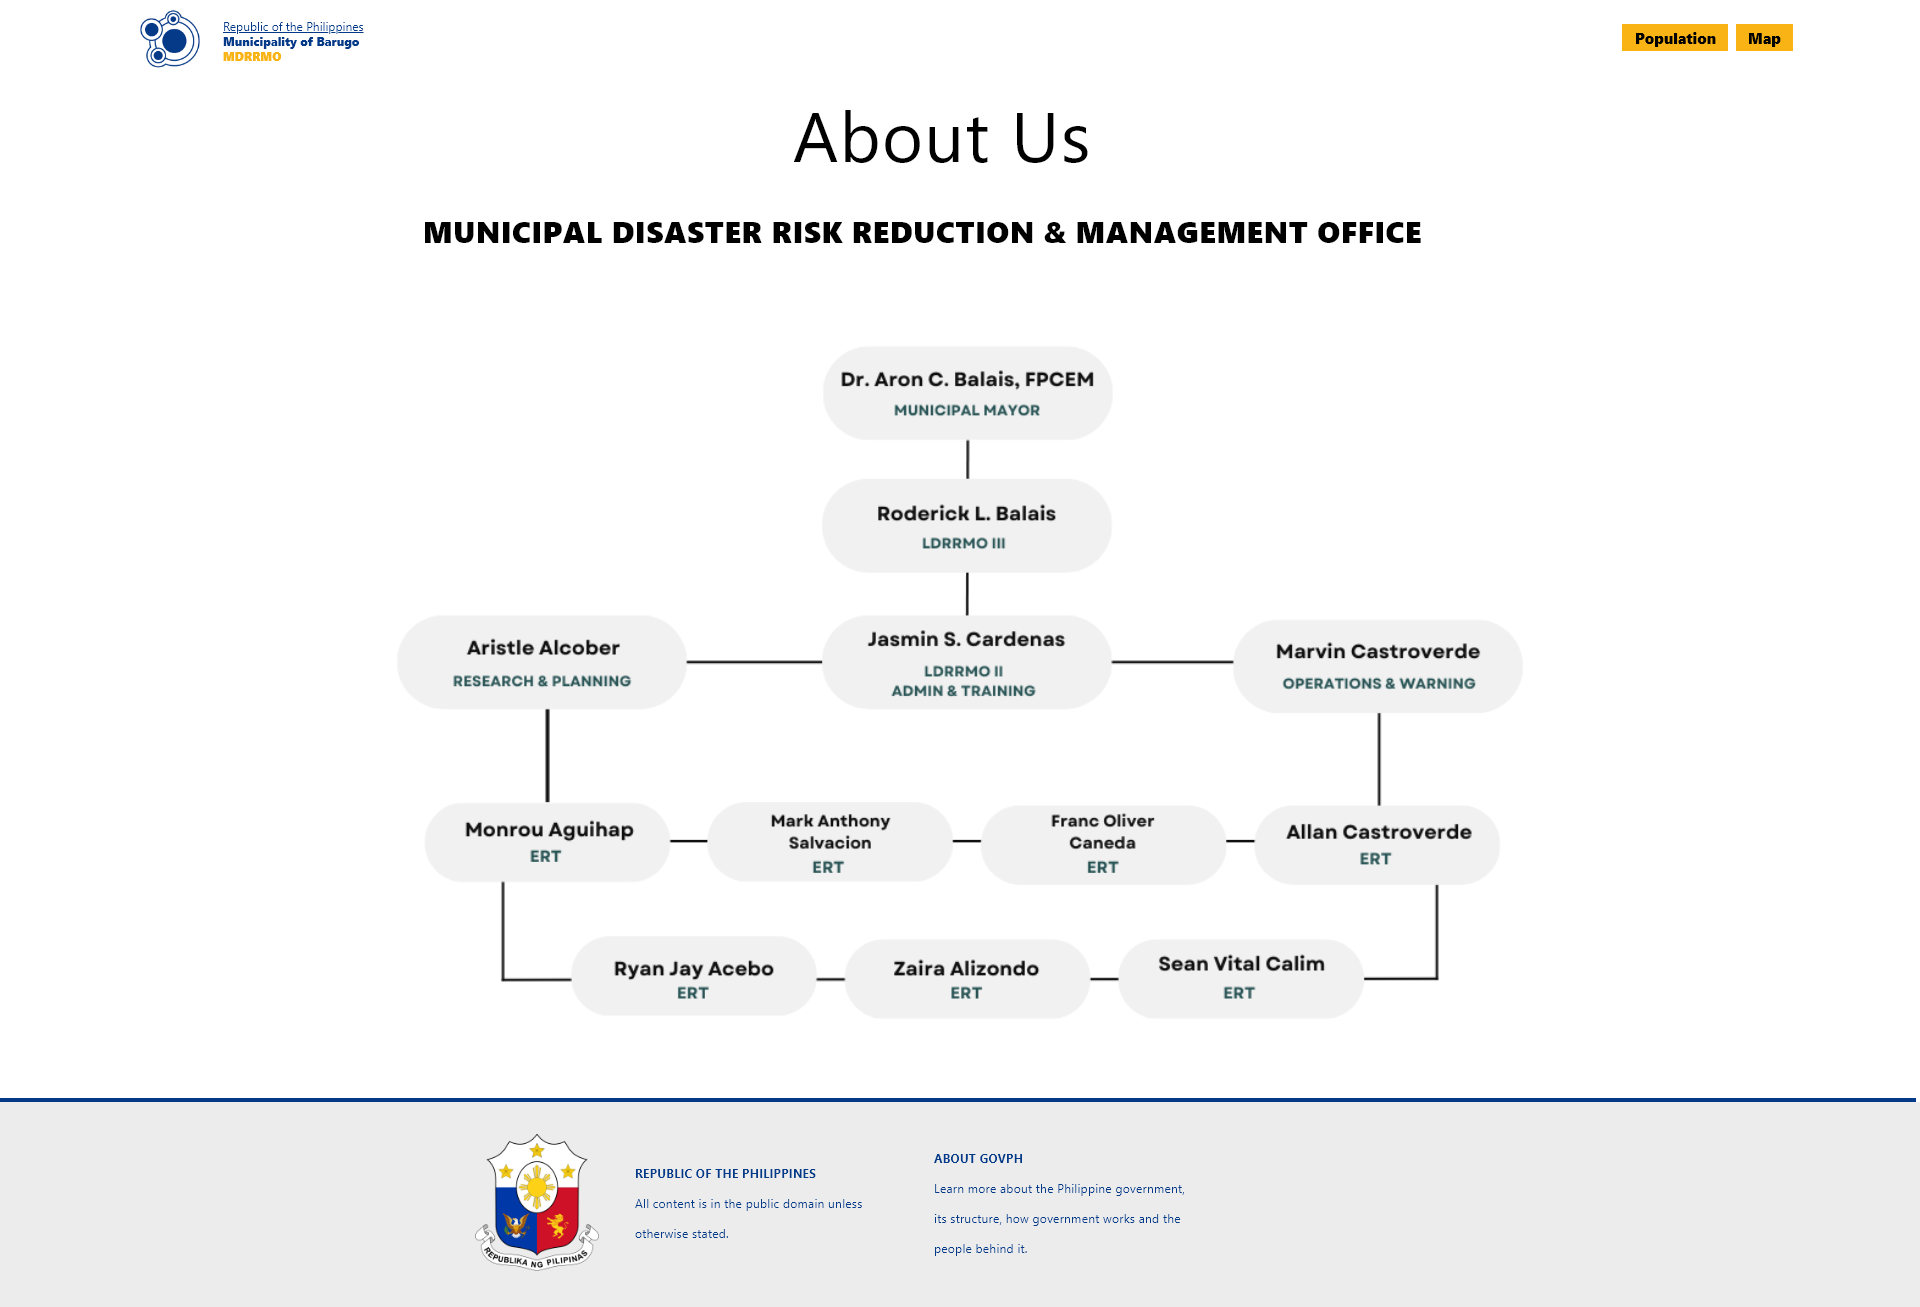 Republic of the Philippines
Municipality of Barugo
MDRRMO
Population
Map
About Us
MUNICIPAL DISASTER RISK REDUCTION & MANAGEMENT OFFICE
Dr. Aron C. Balais, FPCEM
MUNICIPAL MAYOR
Roderick L. Balais
LDRRMO III
Aristle Alcober
RESEARCH & PLANNING
Jasmin S. Cardenas
LDRRMO II
ADMIN & TRAINING
Marvin Castroverde
OPERATIONS & WARNING
Monrou Aguihap
ERT
Mark Anthony
Salvacion
ERT
Franc Oliver
Caneda
ERT
Allan Castroverde
ERT
Ryan Jay Acebo
ERT
Zaira Alizondo
ERT
Sean Vital Calim
ERT
REPUBLIKA NG PILIPINAS
REPUBLIC OF THE PHILIPPINES
All content is in the public domain unless
otherwise stated.
ABOUT GOVPH
Learn more about the Philippine government,
its structure, how government works and the
people behind it.